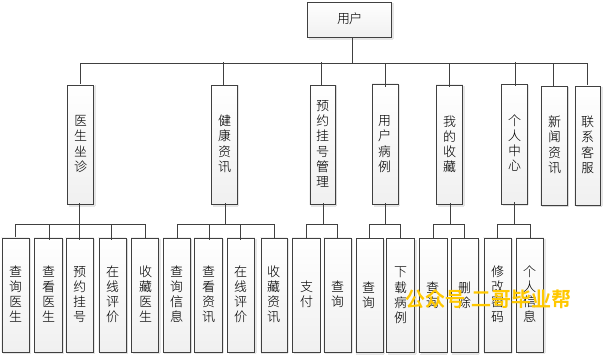 用户
医生坐诊
健康资讯
预约挂号管理
用户病例
我的收藏
个人中心
新闻资讯
联系客服
查询医生
查看医生
预约挂号
在线评价
收藏医生
查询信息
查看资讯
在线评价
收藏资讯
支付
查询
查询
下载病例
查询
删除
修改密码
个人信息
公众号 二哥毕业帮